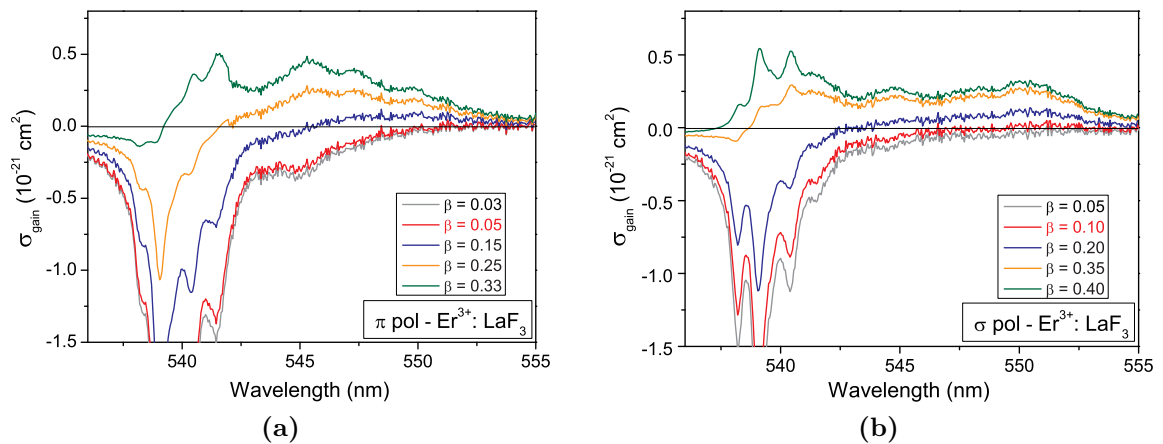 0.5
0.0
-0.5
-1.0
-1.5
σgain (10⁻²¹ cm²)
β = 0.03
β = 0.05
β = 0.15
β = 0.25
β = 0.33
π pol - Er³⁺: LaF₃
540 545 550 555
Wavelength (nm)
(a)
0.5
0.0
-0.5
-1.0
-1.5
σgain (10⁻²¹ cm²)
β = 0.05
β = 0.10
β = 0.20
β = 0.35
β = 0.40
σ pol - Er³⁺: LaF₃
540 545 550 555
Wavelength (nm)
(b)